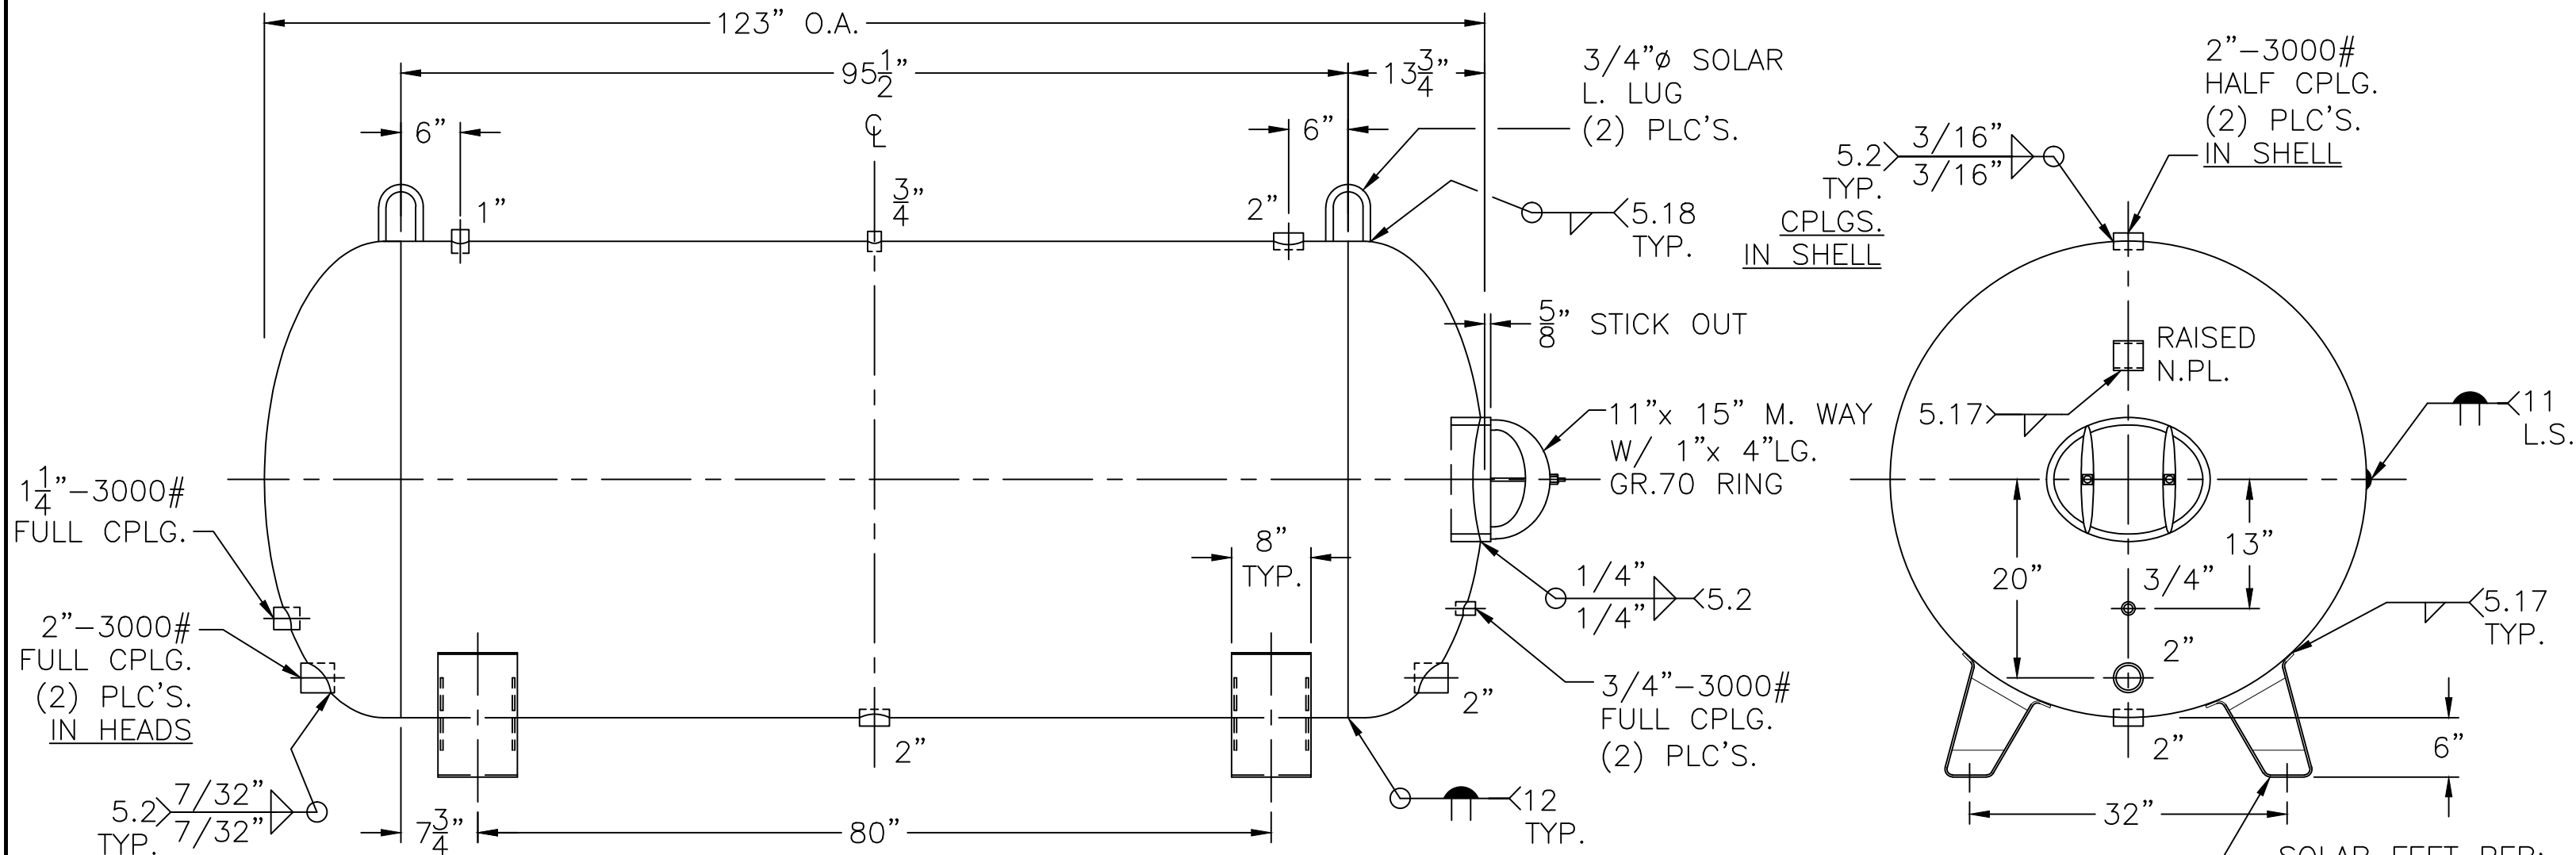 123" O.A.
95 1/2"
13 3/4"
6"
℄
6"
3/4"ø SOLAR
L. LUG
(2) PLC'S.
1"
3/4"
2"
5.18
TYP.
5/8" STICK OUT
11"x 15" M. WAY
W/ 1"x 4"LG.
GR.70 RING
1 1/4"-3000#
FULL CPLG.
2"-3000#
FULL CPLG.
(2) PLC'S.
IN HEADS
8"
TYP.
1/4"
1/4"
5.2
3/4"-3000#
FULL CPLG.
(2) PLC'S.
2"
2"
5.2
TYP.
7/32"
7/32"
7 3/4"
80"
12
TYP.
2"-3000#
HALF CPLG.
(2) PLC'S.
IN SHELL
5.2
TYP.
CPLGS.
IN SHELL
3/16"
3/16"
RAISED
N.PL.
5.17
11
L.S.
20"
13"
3/4"
2"
5.17
TYP.
2"
6"
32"
SOLAR FEET PER: